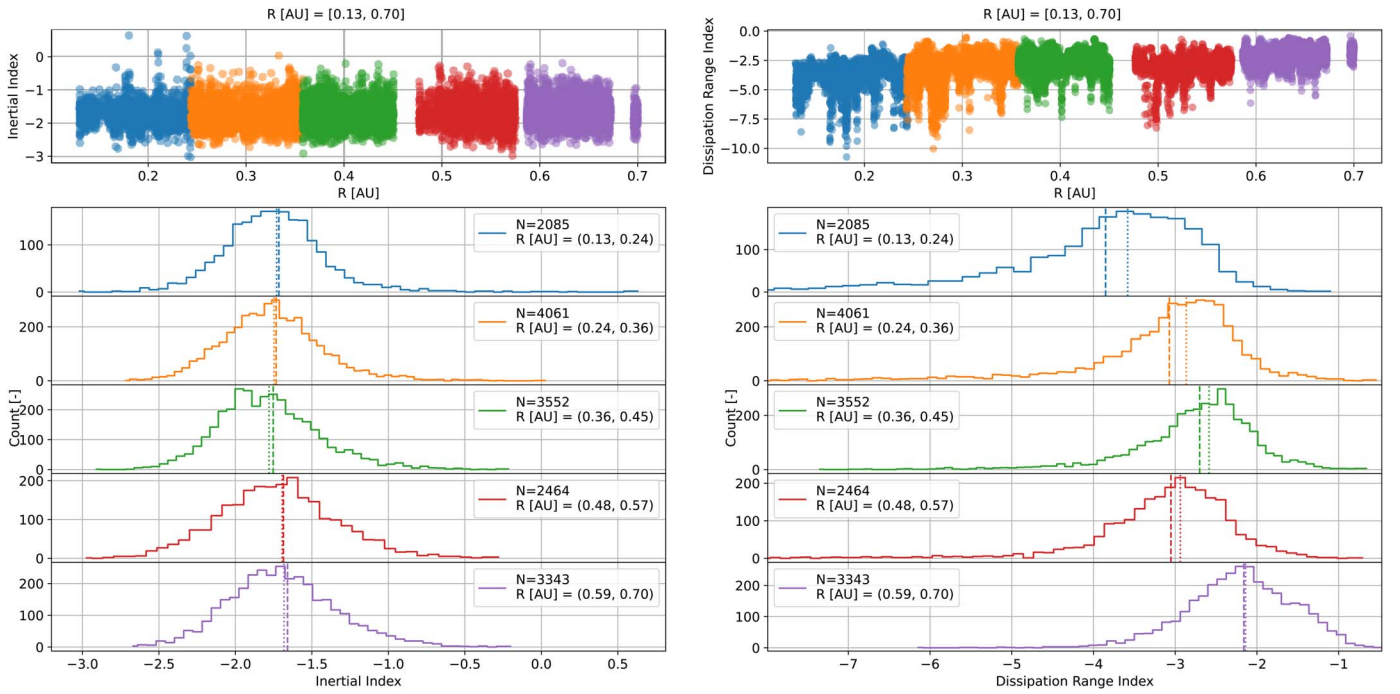 R [AU] = [0.13, 0.70]
Inertial Index
0
−1
−2
−3
0.2 0.3 0.4 0.5 0.6 0.7
R [AU]
N=2085
R [AU] = (0.13, 0.24)
100
0
N=4061
R [AU] = (0.24, 0.36)
200
0
N=3552
R [AU] = (0.36, 0.45)
200
100
0
Count [-]
N=2464
R [AU] = (0.48, 0.57)
200
100
0
N=3343
R [AU] = (0.59, 0.70)
200
100
0
−3.0 −2.5 −2.0 −1.5 −1.0 −0.5 0.0 0.5
Inertial Index
R [AU] = [0.13, 0.70]
Dissipation Range Index
0.0
−2.5
−5.0
−7.5
−10.0
0.2 0.3 0.4 0.5 0.6 0.7
R [AU]
N=2085
R [AU] = (0.13, 0.24)
100
0
N=4061
R [AU] = (0.24, 0.36)
200
0
N=3552
R [AU] = (0.36, 0.45)
200
0
Count [-]
N=2464
R [AU] = (0.48, 0.57)
200
100
0
N=3343
R [AU] = (0.59, 0.70)
200
100
0
−7 −6 −5 −4 −3 −2 −1
Dissipation Range Index